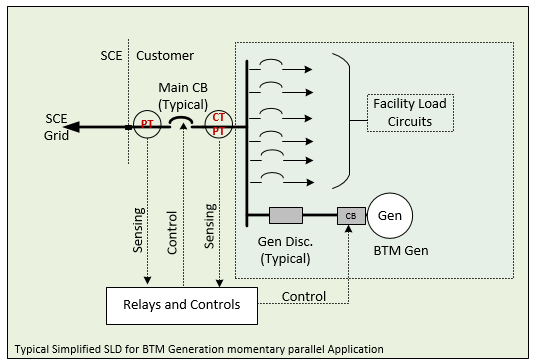 SCE
Customer
Main CB
(Typical)
SCE
Grid
PT
CT
PT
Facility Load
Circuits
CB
Gen
Gen Disc.
(Typical)
BTM Gen
Sensing
Control
Sensing
Relays and Controls
Control
Typical Simplified SLD for BTM Generation momentary parallel Application